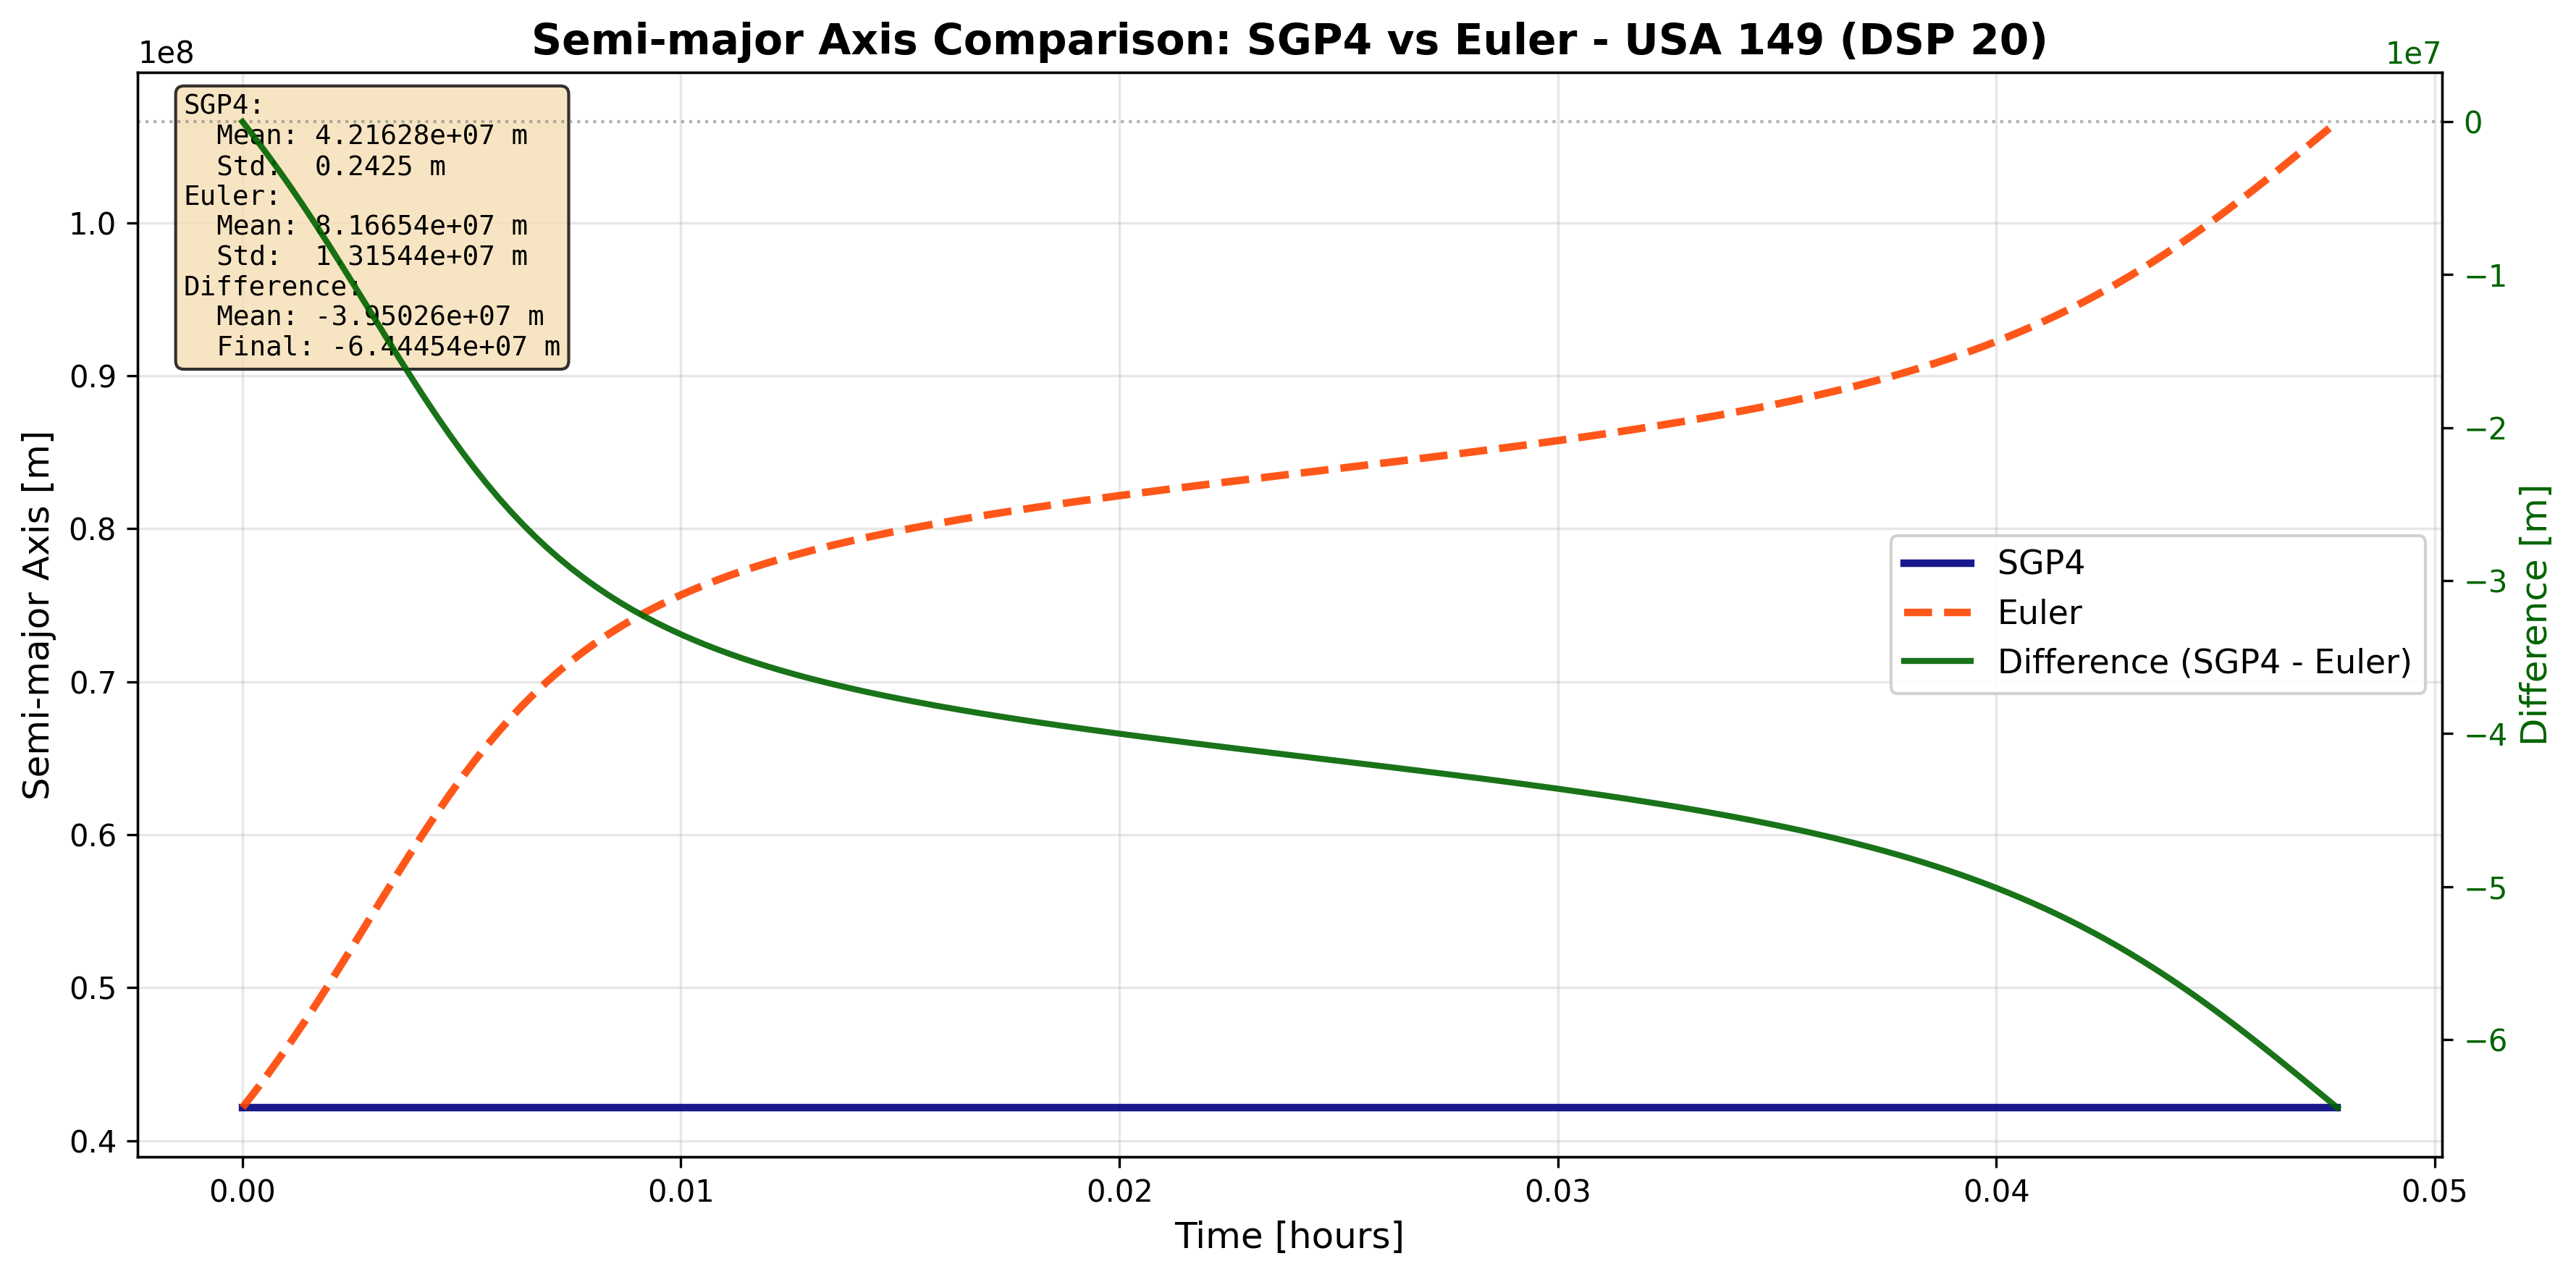 Semi-major Axis Comparison: SGP4 vs Euler - USA 149 (DSP 20)
1e8
1e7
SGP4:
Mean: 4.21628e+07 m
Std:  0.2425 m
Euler:
Mean: 8.16654e+07 m
Std:  1.31544e+07 m
Difference:
Mean: -3.95026e+07 m
Final: -6.44454e+07 m
Semi-major Axis [m]
1.0
0.9
0.8
0.7
0.6
0.5
0.4
0
−1
−2
−3
−4
−5
−6
Difference [m]
SGP4
Euler
Difference (SGP4 - Euler)
0.00
0.01
0.02
0.03
0.04
0.05
Time [hours]